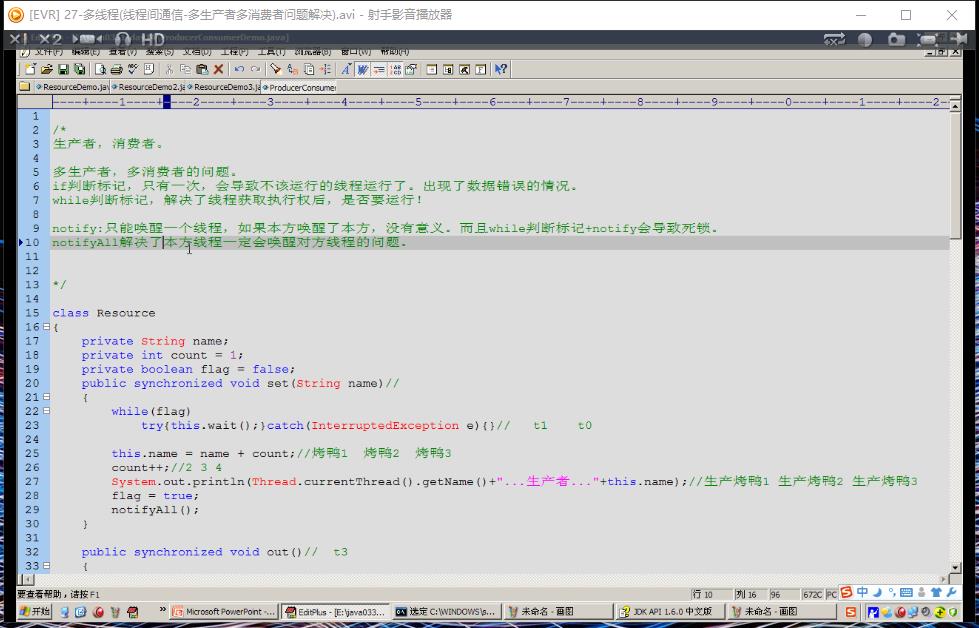 [EVR] 27-多线程(线程间通信-多生产者多消费者问题解决).avi - 射手影音播放器
X1 X2 HD
文件(F) 编辑(E) 查看(V) 搜索(S) 文档(D) 工程(P) 工具(T) 浏览器(B) 窗口(W) 帮助(H)
ResourceDemo.jav ResourceDemo2.ja ResourceDemo3.ja ProducerConsumer
----+----1----+----2----+----3----+----4----+----5----+----6----+----7----+----8----+----9----+----0----+----1----+----2--
1
2 /*
3 生产者，消费者。
4
5 多生产者，多消费者的问题。
6 if判断标记，只有一次，会导致不该运行的线程运行了。出现了数据错误的情况。
7 while判断标记，解决了线程获取执行权后，是否要运行！
8
9 notify:只能唤醒一个线程，如果本方唤醒了本方，没有意义。而且while判断标记+notify会导致死锁。
10 notifyAll解决了本方线程一定会唤醒对方线程的问题。
11
12
13 */
14
15 class Resource
16 {
17 private String name;
18 private int count = 1;
19 private boolean flag = false;
20 public synchronized void set(String name)//
21 {
22 while(flag)
23 try{this.wait();}catch(InterruptedException e){}// t1 t0
24
25 this.name = name + count;//烤鸭1 烤鸭2 烤鸭3
26 count++;//2 3 4
27 System.out.println(Thread.currentThread().getName()+"...生产者..."+this.name);//生产烤鸭1 生产烤鸭2 生产烤鸭3
28 flag = true;
29 notifyAll();
30 }
31
32 public synchronized void out()// t3
33 {
要查看帮助，请按 F1 行 10 列 16 96 672C PC 中
开始 Microsoft PowerPoint -... EditPlus - [E:\java033... 选定 C:\WINDOWS\s... 未命名 - 画图 JDK API 1.6.0 中文版 未命名 - 画图